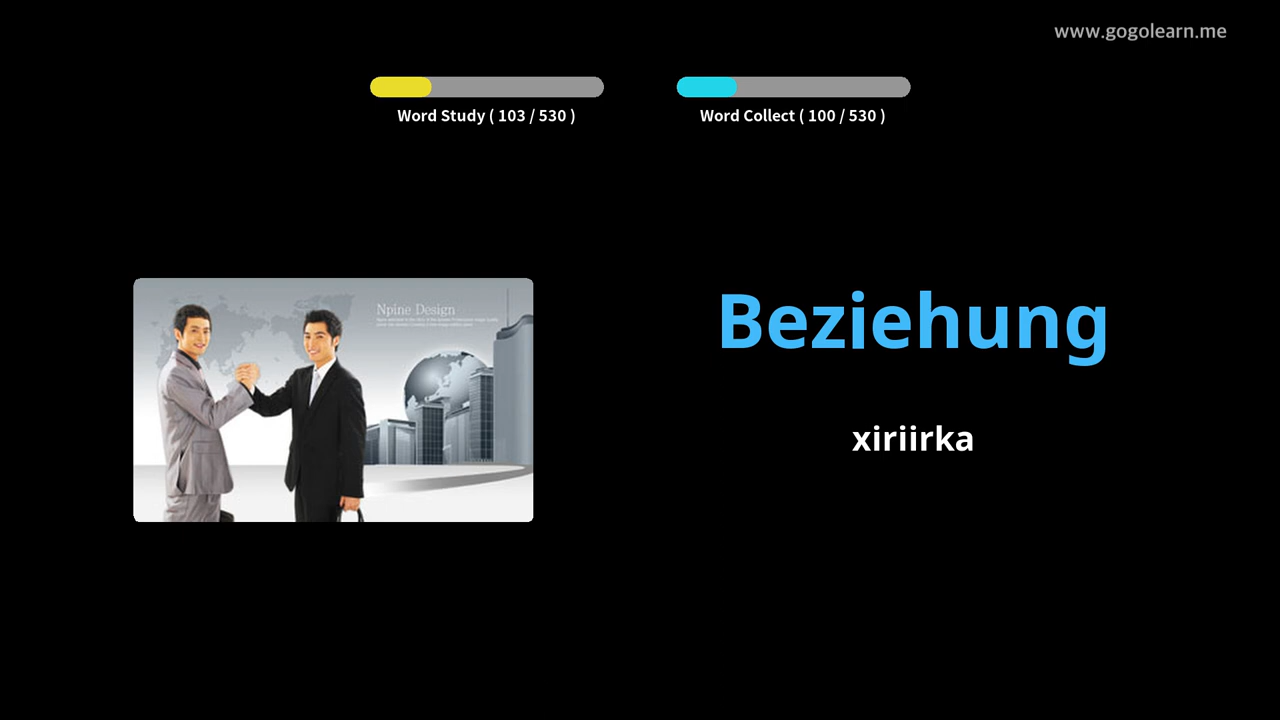 www.gogolearn.me
Word Study ( 103 / 530 )
Word Collect ( 100 / 530 )
Npine Design
Beziehung
xiriirka